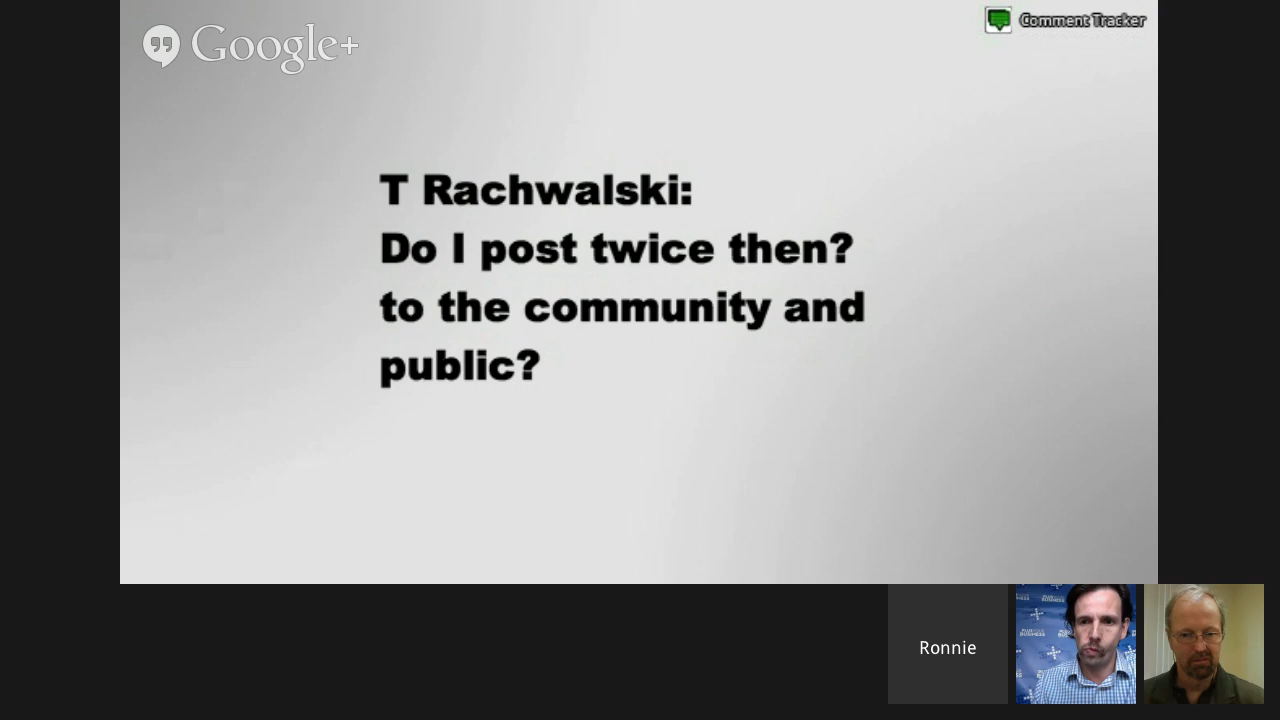 Google+
Comment Tracker
T Rachwalski:
Do I post twice then?
to the community and
public?
Ronnie